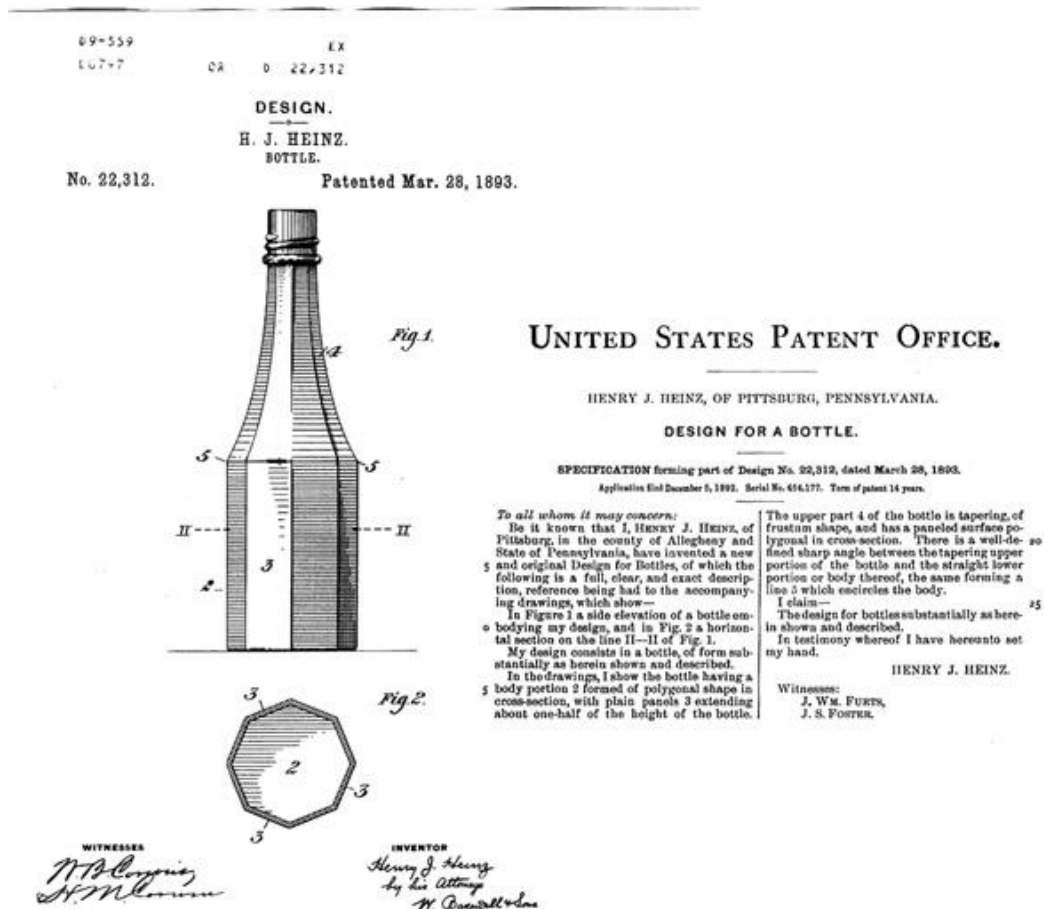 EX
D 22,312
DESIGN.
H. J. HEINZ.
BOTTLE.
No. 22,312. Patented Mar. 28, 1893.
Fig. 1.
4
5 5
II II
3
2
Fig. 2.
3
2
3
3
WITNESSES
INVENTOR
Henry J. Heinz
by his Attorneys
UNITED STATES PATENT OFFICE.
HENRY J. HEINZ, OF PITTSBURG, PENNSYLVANIA.
DESIGN FOR A BOTTLE.
SPECIFICATION forming part of Design No. 22,312, dated March 28, 1893.
Application filed December 5, 1892. Serial No. 454,177. Term of patent 14 years.
To all whom it may concern:
Be it known that I, HENRY J. HEINZ, of
Pittsburg, in the county of Allegheny and
State of Pennsylvania, have invented a new
5 and original Design for Bottles, of which the
following is a full, clear, and exact descrip-
tion, reference being had to the accompany-
ing drawings, which show—
In Figure 1 a side elevation of a bottle em-
0 bodying my design, and in Fig. 2 a horizon-
tal section on the line II—II of Fig. 1.
My design consists in a bottle, of form sub-
stantially as herein shown and described.
In the drawings, I show the bottle having a
5 body portion 2 formed of polygonal shape in
cross-section, with plain panels 3 extending
about one-half of the height of the bottle.
The upper part 4 of the bottle is tapering, of
frustum shape, and has a paneled surface po-
lygonal in cross-section. There is a well-de- 20
fined sharp angle between the tapering upper
portion of the bottle and the straight lower
portion or body thereof, the same forming a
line 5 which encircles the body.
I claim— 25
The design for bottles substantially as here-
in shown and described.
In testimony whereof I have hereunto set
my hand.
HENRY J. HEINZ.
Witnesses:
J. WM. FURTS,
J. S. FOSTER.